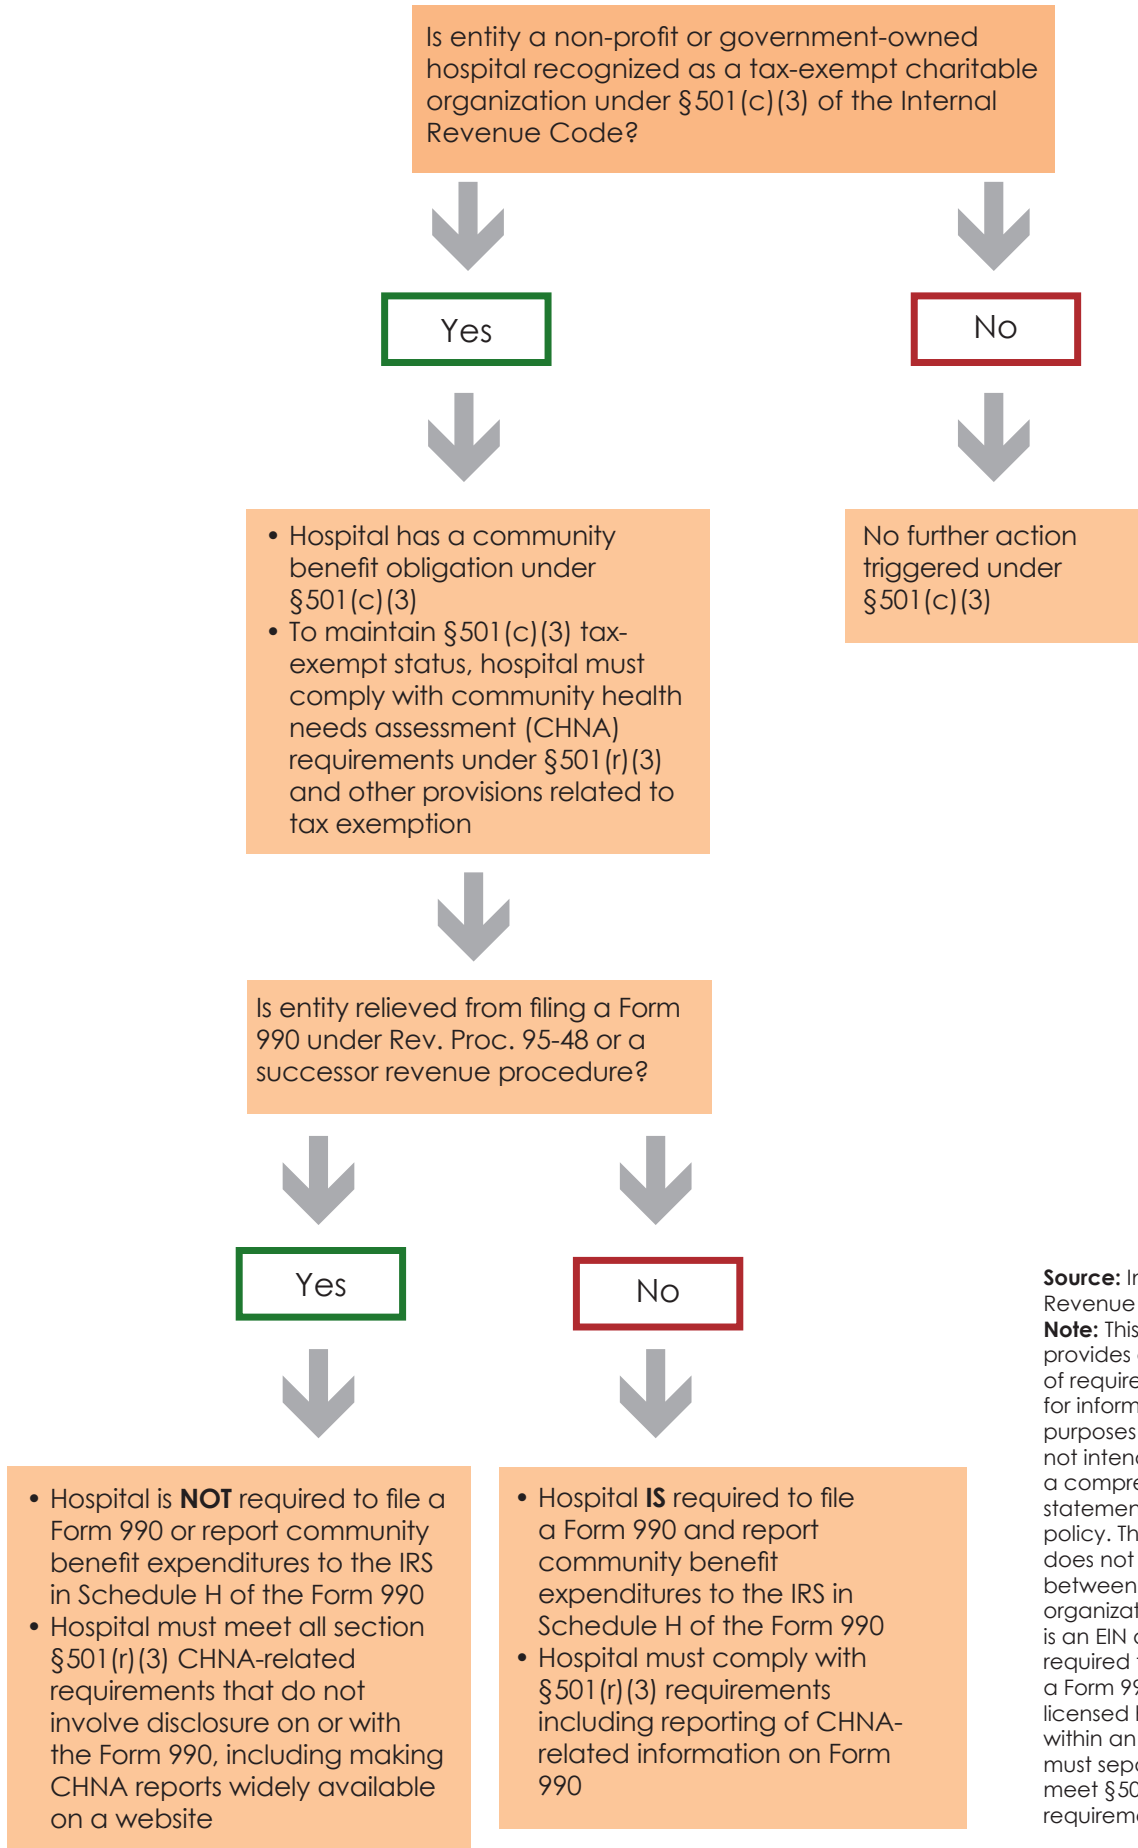 Is entity a non-profit or government-owned
hospital recognized as a tax-exempt charitable
organization under §501(c)(3) of the Internal
Revenue Code?
Yes
No
• Hospital has a community
benefit obligation under
§501(c)(3)
• To maintain §501(c)(3) tax-
exempt status, hospital must
comply with community health
needs assessment (CHNA)
requirements under §501(r)(3)
and other provisions related to
tax exemption
No further action
triggered under
§501(c)(3)
Is entity relieved from filing a Form
990 under Rev. Proc. 95-48 or a
successor revenue procedure?
Yes
No
• Hospital is NOT required to file a
Form 990 or report community
benefit expenditures to the IRS
in Schedule H of the Form 990
• Hospital must meet all section
§501(r)(3) CHNA-related
requirements that do not
involve disclosure on or with
the Form 990, including making
CHNA reports widely available
on a website
• Hospital IS required to file
a Form 990 and report
community benefit
expenditures to the IRS in
Schedule H of the Form 990
• Hospital must comply with
§501(r)(3) requirements
including reporting of CHNA-
related information on Form
990
Source:
Revenue
Note: This
provides
of
for
purposes
not
a
policy.
does not
between
is an EIN
required
a Form
licensed
within an
must
meet